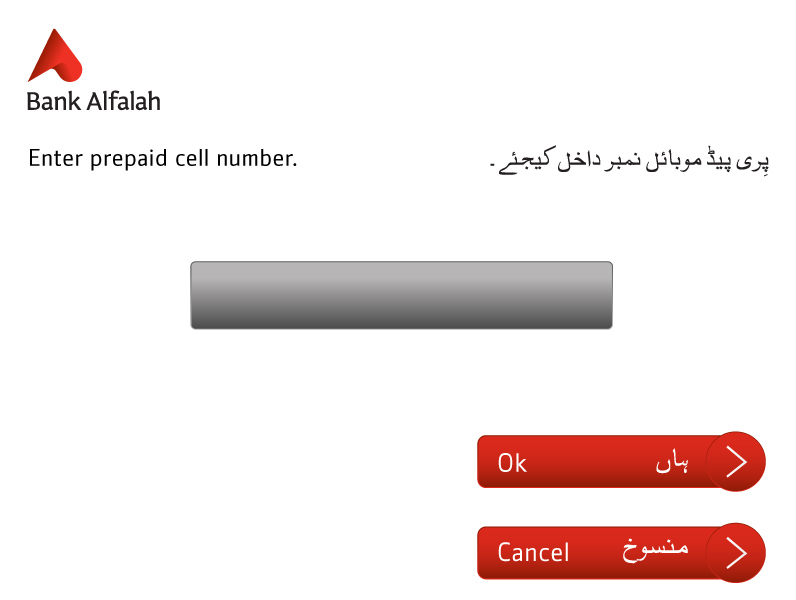 Bank Alfalah
Enter prepaid cell number.
پِری پیڈ موبائل نمبر داخل کیجئے۔
Ok ہاں
Cancel منسوخ